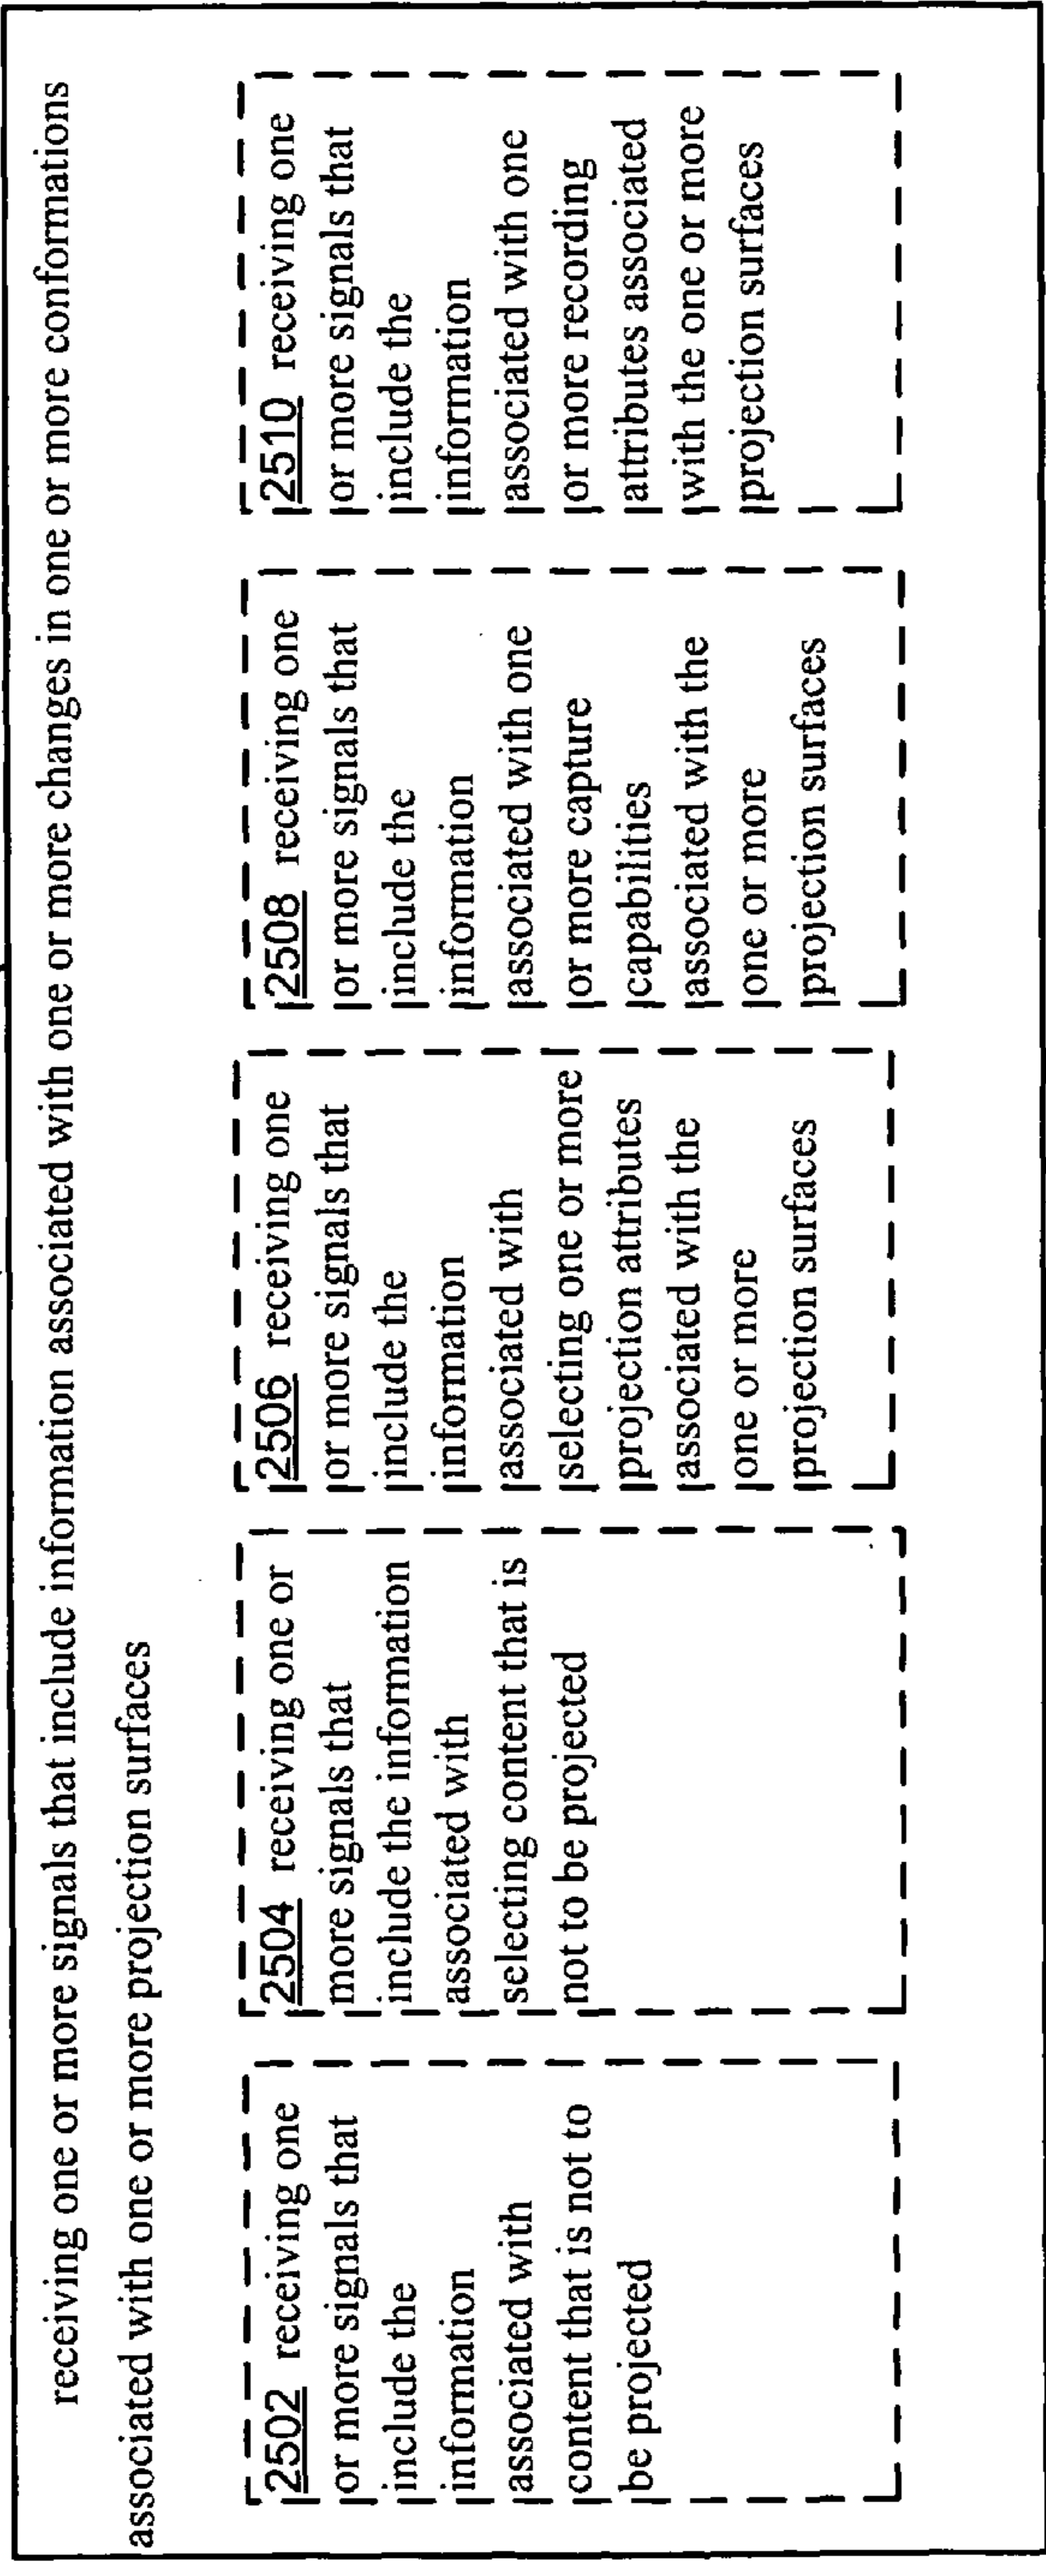 receiving one or more signals that include information associated with one or more changes in one or more conformations
associated with one or more projection surfaces
2502 receiving one
or more signals that
include the
information
associated with
content that is not to
be projected
2504 receiving one or
more signals that
include the information
associated with
selecting content that is
not to be projected
2506 receiving one
or more signals that
include the
information
associated with
selecting one or more
projection attributes
associated with the
one or more
projection surfaces
2508 receiving one
or more signals that
include the
information
associated with one
or more capture
capabilities
associated with the
one or more
projection surfaces
2510 receiving one
or more signals that
include the
information
associated with one
or more recording
attributes associated
with the one or more
projection surfaces